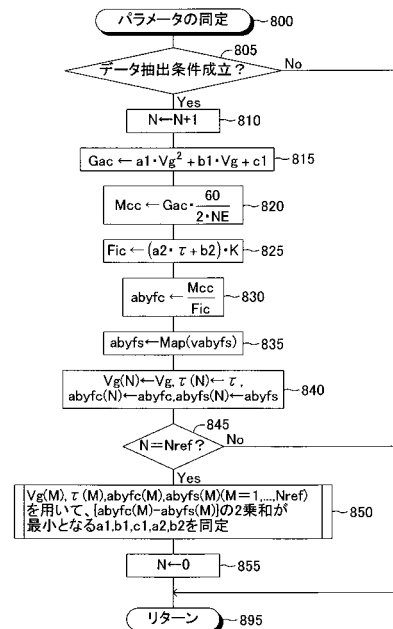 パラメータの同定
800
805
データ抽出条件成立？
No
Yes
N←N+1
810
Gac ← a1・Vg² + b1・Vg + c1
815
Mcc ← Gac・60/2・NE
820
Fic ← (a2・τ + b2)・K
825
abyfc ← Mcc/Fic
830
abyfs←Map(vabyfs)
835
Vg(N)←Vg, τ(N)← τ ,
abyfc(N)←abyfc,abyfs(N)←abyfs
840
845
N＝Nref？
No
Yes
Vg(M), τ(M),abyfc(M),abyfs(M)(M＝1,...,Nref)
を用いて、{abyfc(M)-abyfs(M)}の2乗和が
最小となるa1,b1,c1,a2,b2を同定
850
N←0
855
リターン
895